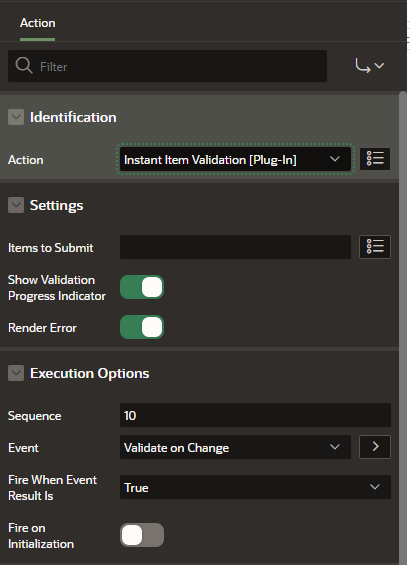 Action
Filter
Identification
Action
Instant Item Validation [Plug-In]
Settings
Items to Submit
Show Validation
Progress Indicator
Render Error
Execution Options
Sequence
10
Event
Validate on Change
Fire When Event
Result Is
True
Fire on
Initialization